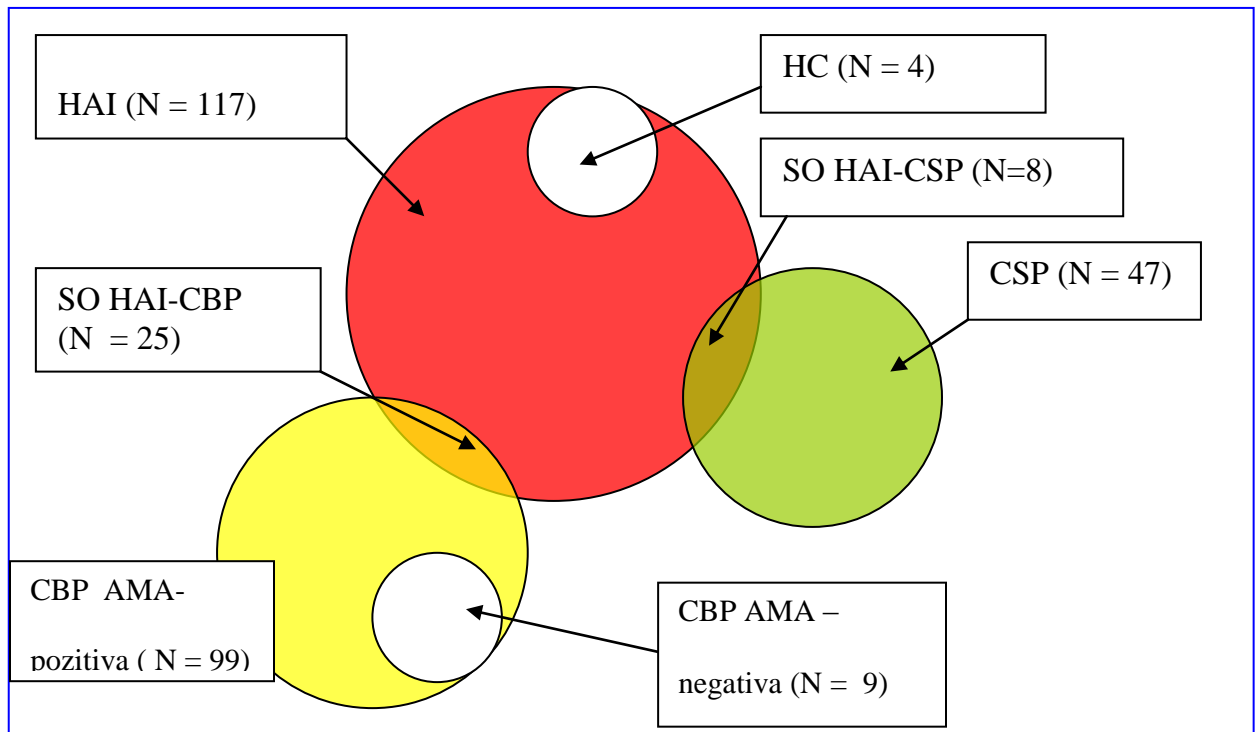 HAI (N = 117)
HC (N = 4)
SO HAI-CSP (N=8)
SO HAI-CBP
(N  = 25)
CSP (N = 47)
CBP  AMA-
pozitiva ( N = 99)
CBP AMA –
negativa (N =  9)